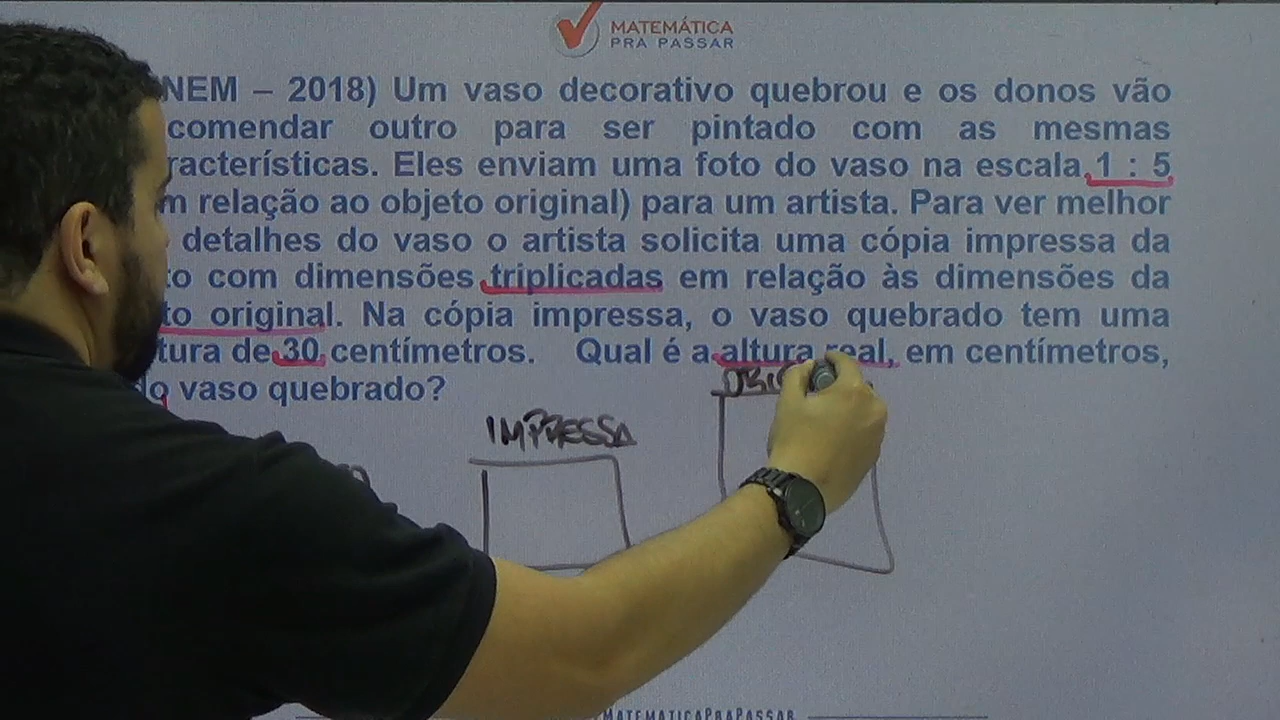 MATEMÁTICA
PRA PASSAR
NEM – 2018) Um vaso decorativo quebrou e os donos vão
comendar outro para ser pintado com as mesmas
racterísticas. Eles enviam uma foto do vaso na escala 1 : 5
m relação ao objeto original) para um artista. Para ver melhor
detalhes do vaso o artista solicita uma cópia impressa da
to com dimensões triplicadas em relação às dimensões da
to original. Na cópia impressa, o vaso quebrado tem uma
tura de 30 centímetros. Qual é a altura real, em centímetros,
do vaso quebrado?
IMPRESSA
MATEMATICAPRAPASSAR